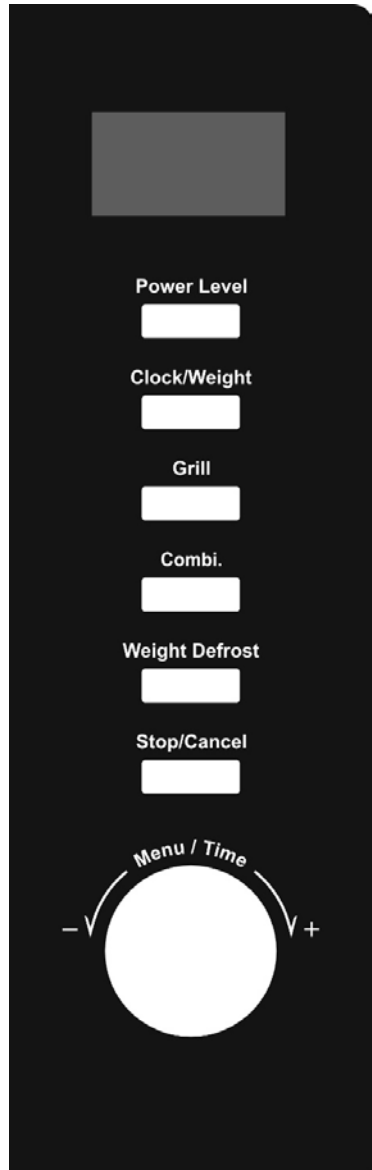 Power Level
Clock/Weight
Grill
Combi.
Weight Defrost
Stop/Cancel
Menu / Time
– +